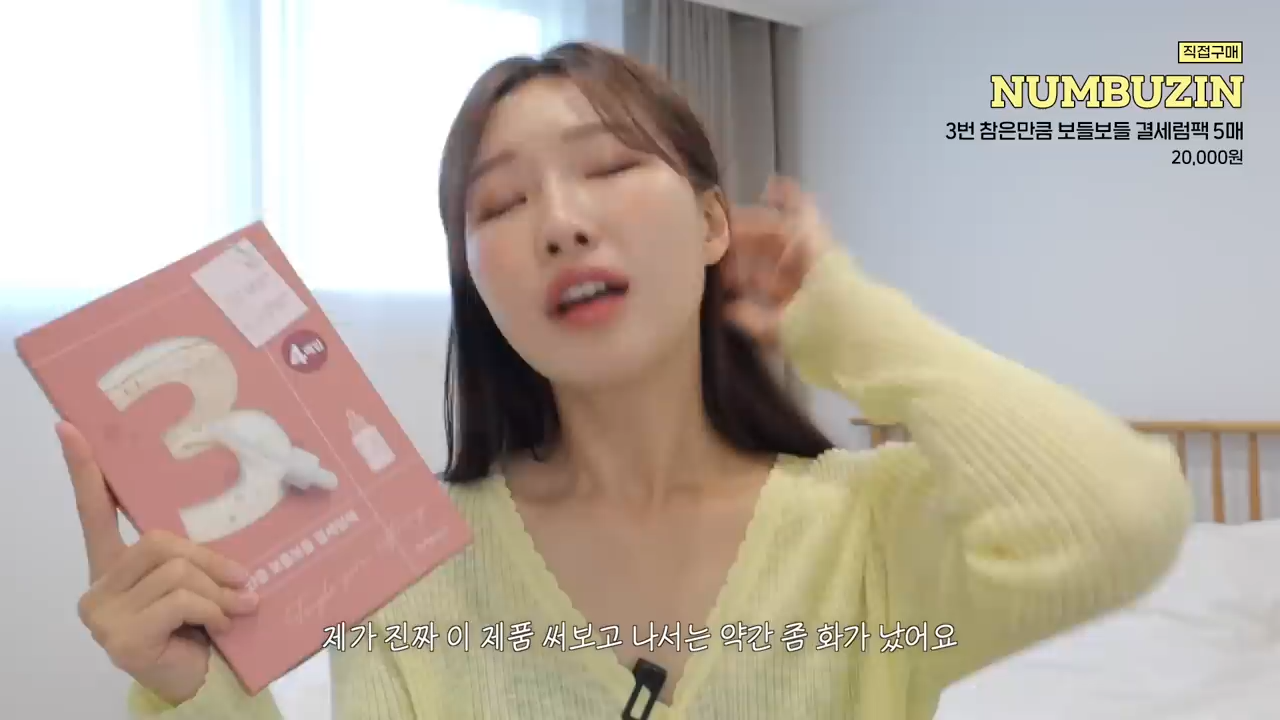 직접구매
NUMBUZIN
3번 참은만큼 보들보들 결세럼팩 5매
20,000원
3
제가 진짜 이 제품 써보고 나서는 약간 좀 화가 났어요